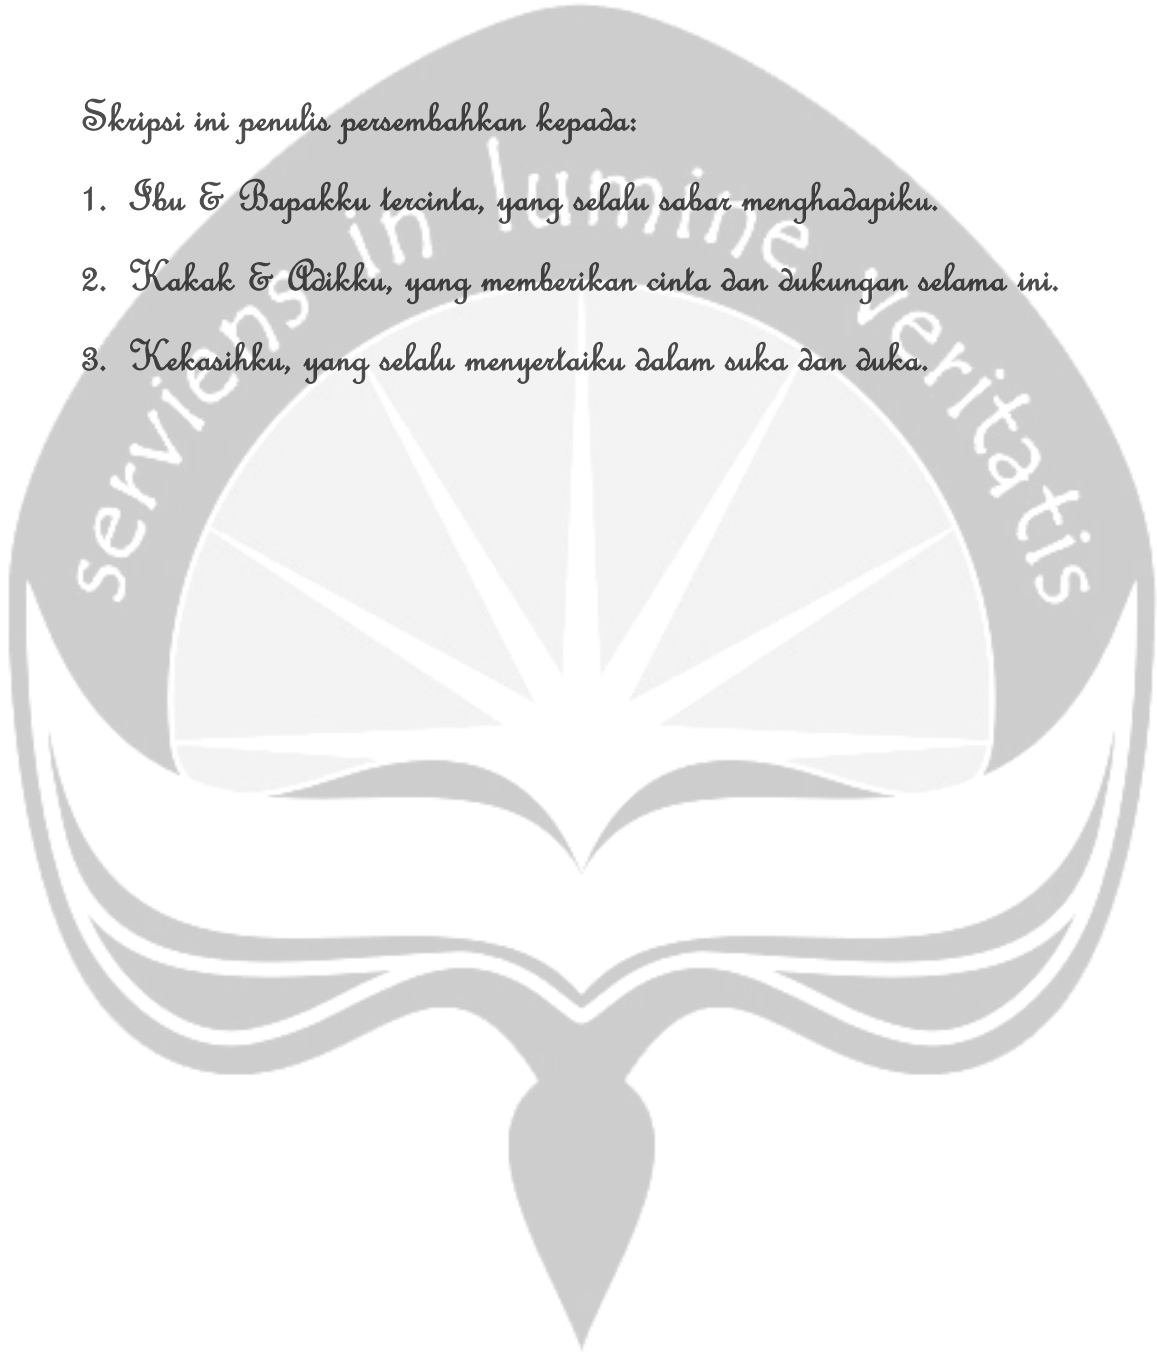 Skripsi ini penulis persembahkan kepada:
1. Ibu & Bapakku tercinta, yang selalu sabar menghadapiku.
2. Kakak & Adikku, yang memberikan cinta dan dukungan selama ini.
3. Kekasihku, yang selalu menyertaiku dalam suka dan duka.
serviens in lumine veritatis